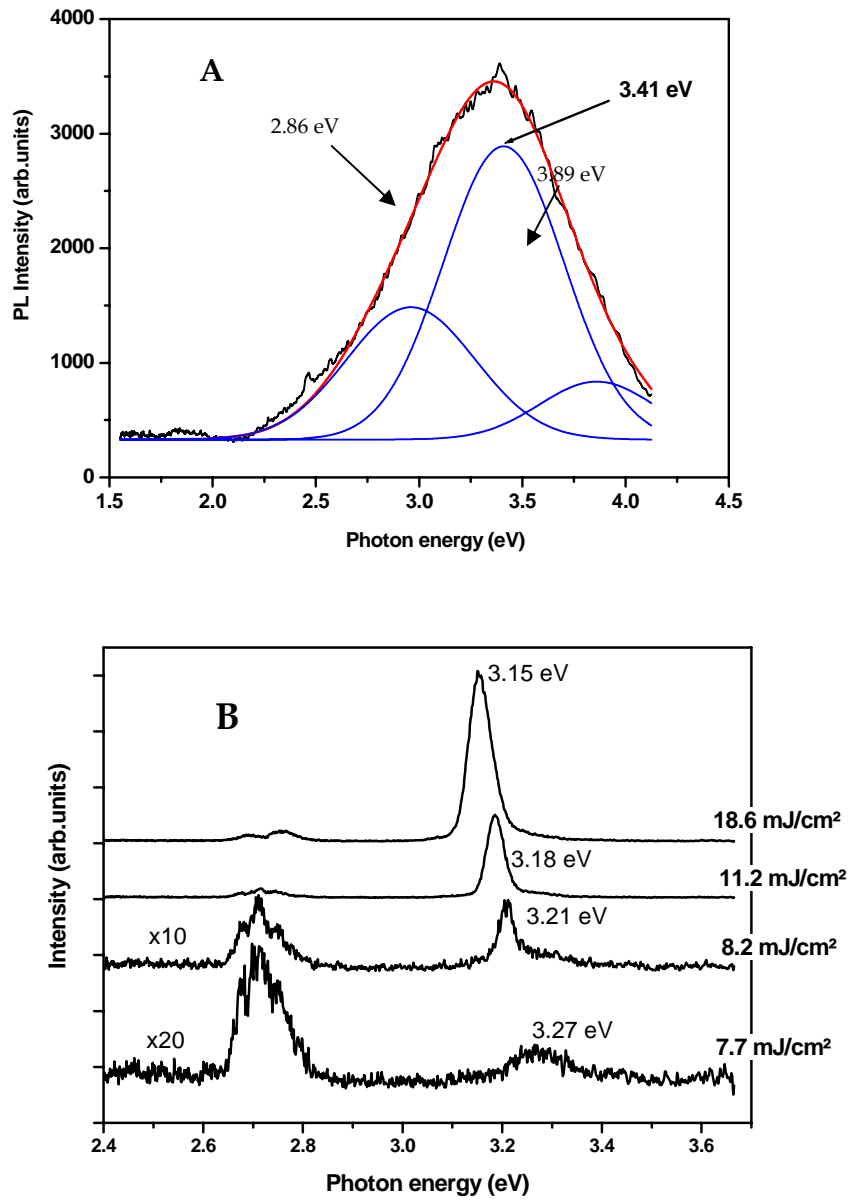 4000
A
3.41 eV
2.86 eV
3000
3.89 eV
PL Intensity (arb.units)
2000
1000
0
1.5 2.0 2.5 3.0 3.5 4.0 4.5
Photon energy (eV)
3.15 eV
B
18.6 mJ/cm²
3.18 eV
11.2 mJ/cm²
Intensity (arb.units)
x10
3.21 eV
8.2 mJ/cm²
x20
3.27 eV
7.7 mJ/cm²
2.4 2.6 2.8 3.0 3.2 3.4 3.6
Photon energy (eV)